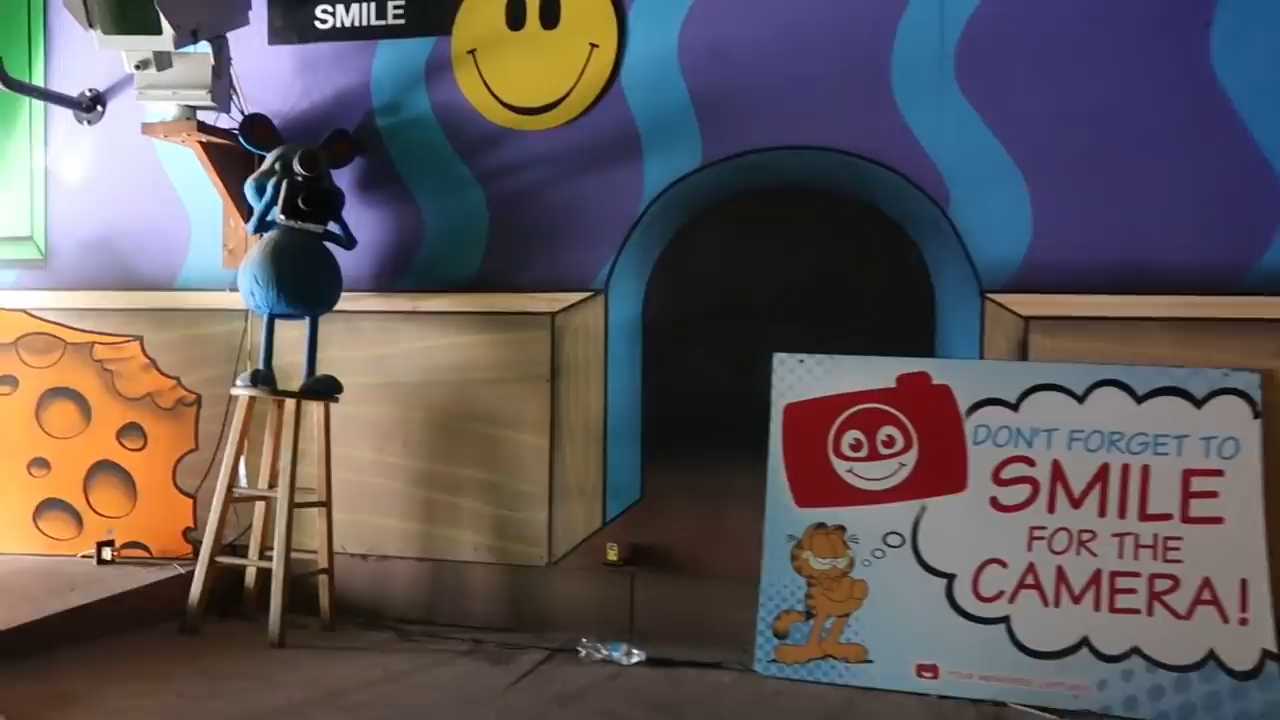 SMILE
DON'T FORGET TO
SMILE
FOR THE
CAMERA!